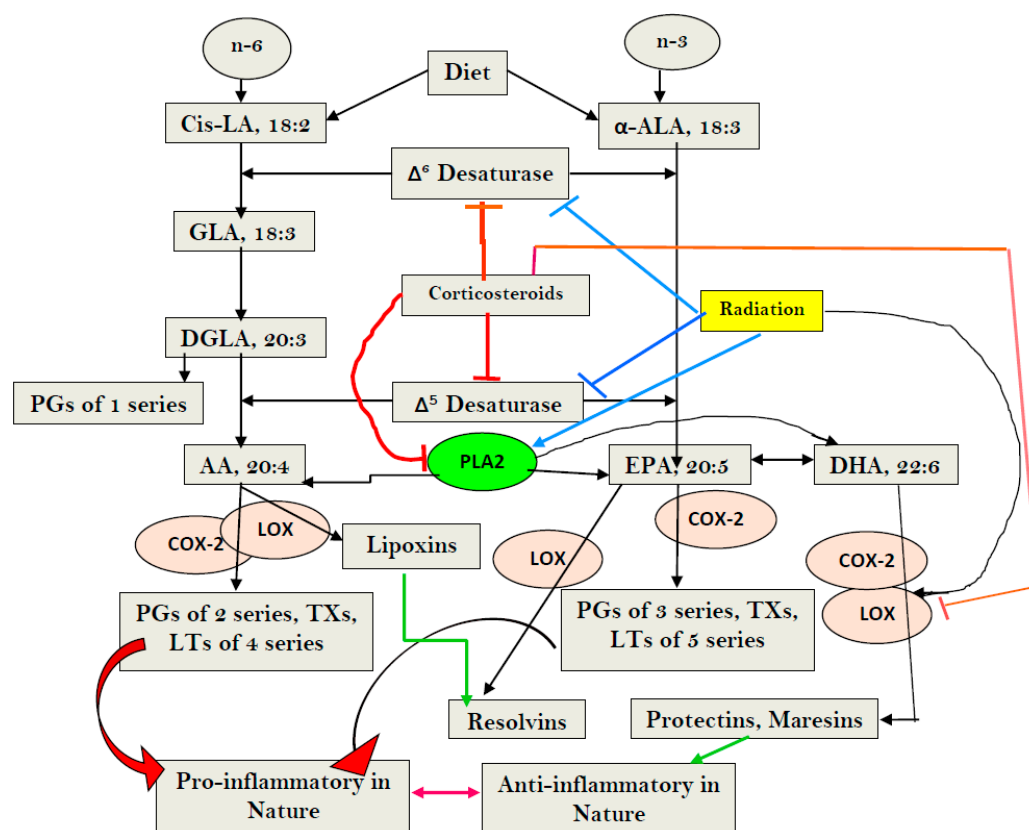 n-6
n-3
Diet
Cis-LA, 18:2
α-ALA, 18:3
Δ⁶ Desaturase
GLA, 18:3
Corticosteroids
Radiation
DGLA, 20:3
PGs of 1 series
Δ⁵ Desaturase
AA, 20:4
PLA2
EPA, 20:5
DHA, 22:6
COX-2
LOX
Lipoxins
LOX
COX-2
COX-2
LOX
PGs of 2 series, TXs,
LTs of 4 series
PGs of 3 series, TXs,
LTs of 5 series
Resolvins
Protectins, Maresins
Pro-inflammatory in
Nature
Anti-inflammatory in
Nature